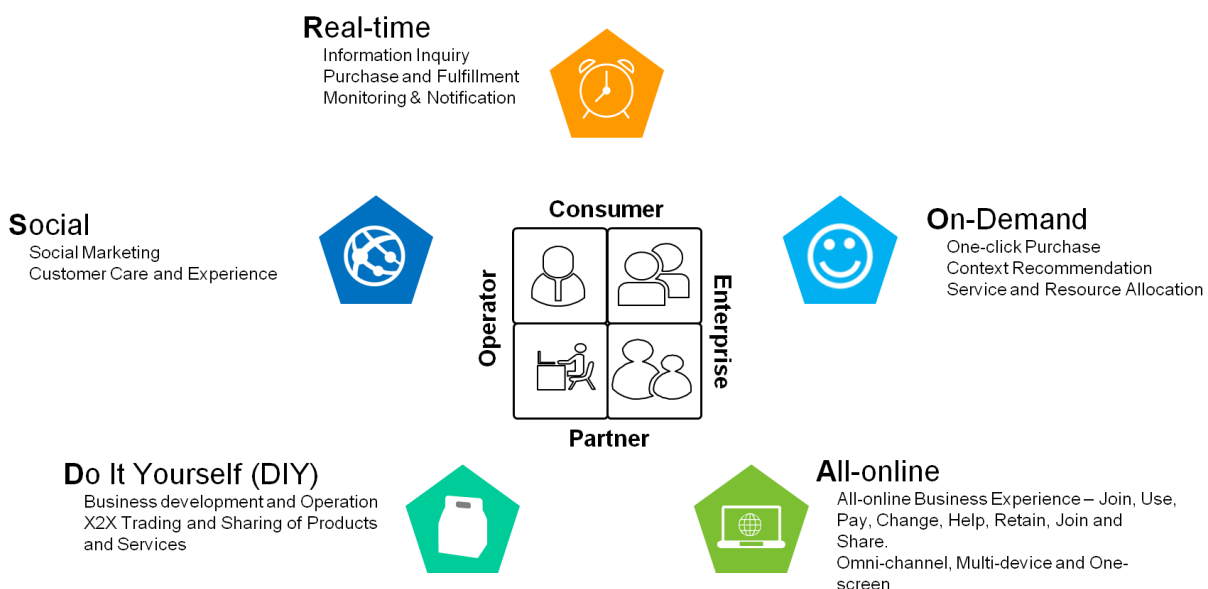 Real-time
Information Inquiry
Purchase and Fulfillment
Monitoring & Notification
Social
Social Marketing
Customer Care and Experience
Consumer
Operator
Enterprise
Partner
On-Demand
One-click Purchase
Context Recommendation
Service and Resource Allocation
Do It Yourself (DIY)
Business development and Operation
X2X Trading and Sharing of Products
and Services
All-online
All-online Business Experience – Join, Use,
Pay, Change, Help, Retain, Join and
Share.
Omni-channel, Multi-device and One-
screen